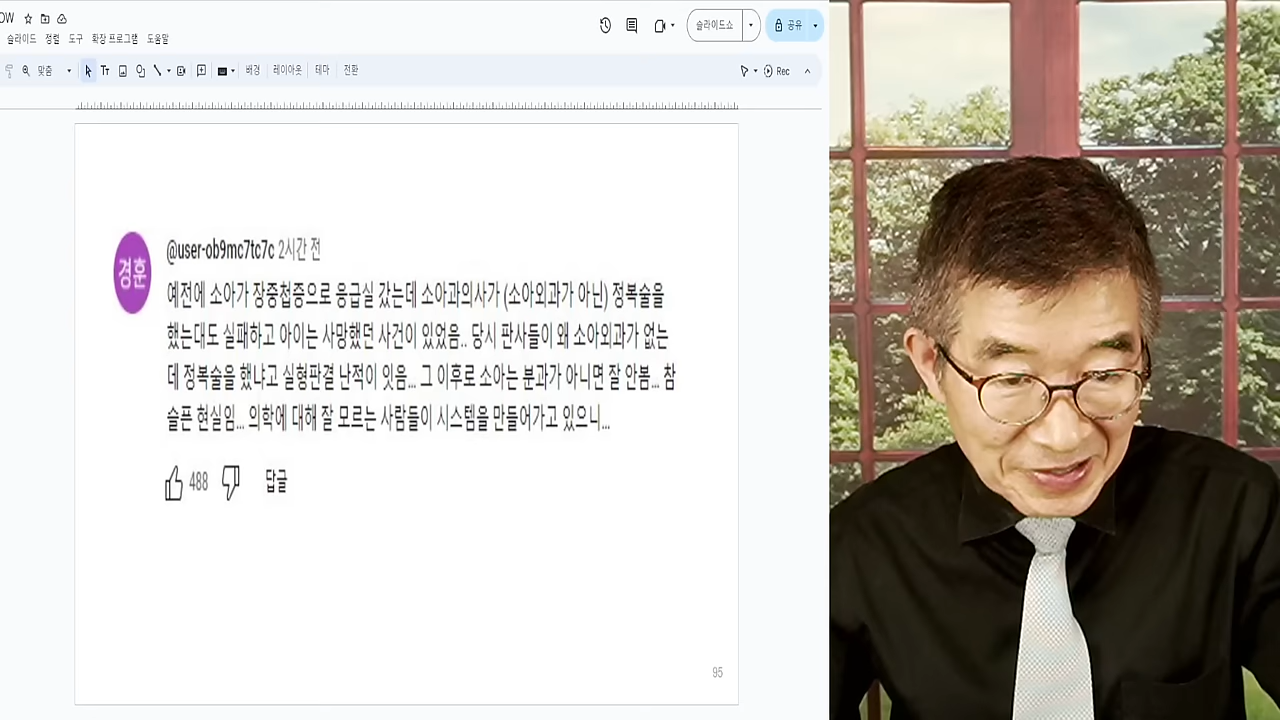 OW
슬라이드 정렬 도구 확장 프로그램 도움말
슬라이드쇼
공유
맞춤
Tт
배경 레이아웃 테마 전환
Rec
경훈
@user-ob9mc7tc7c 2시간 전
예전에 소아가 장중첩증으로 응급실 갔는데 소아과의사가 (소아외과가 아닌) 정복술을
했는대도 실패하고 아이는 사망했던 사건이 있었음.. 당시 판사들이 왜 소아외과가 없는
데 정복술을 했냐고 실형판결 난적이 잇음... 그 이후로 소아는 분과가 아니면 잘 안봄... 참
슬픈 현실임... 의학에 대해 잘 모르는 사람들이 시스템을 만들어가고 있으니...
488
답글
95